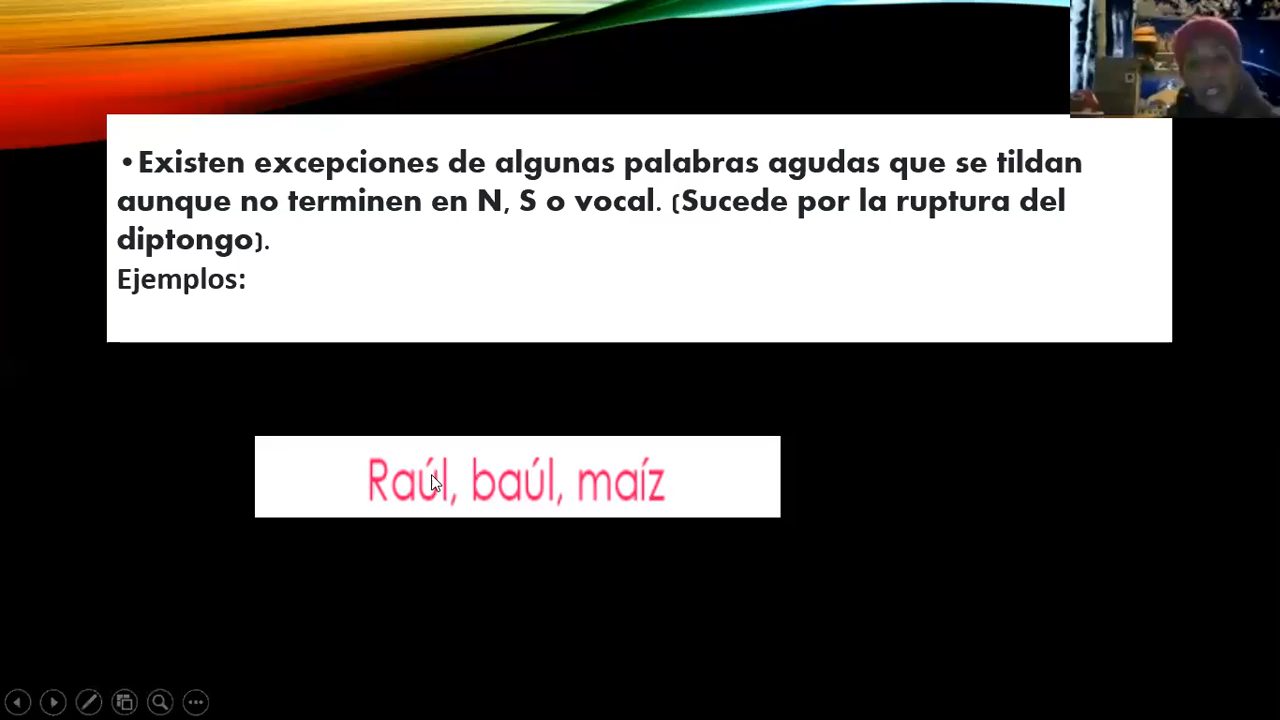 •Existen excepciones de algunas palabras agudas que se tildan
aunque no terminen en N, S o vocal. (Sucede por la ruptura del
diptongo).
Ejemplos:
Raúl, baúl, maíz